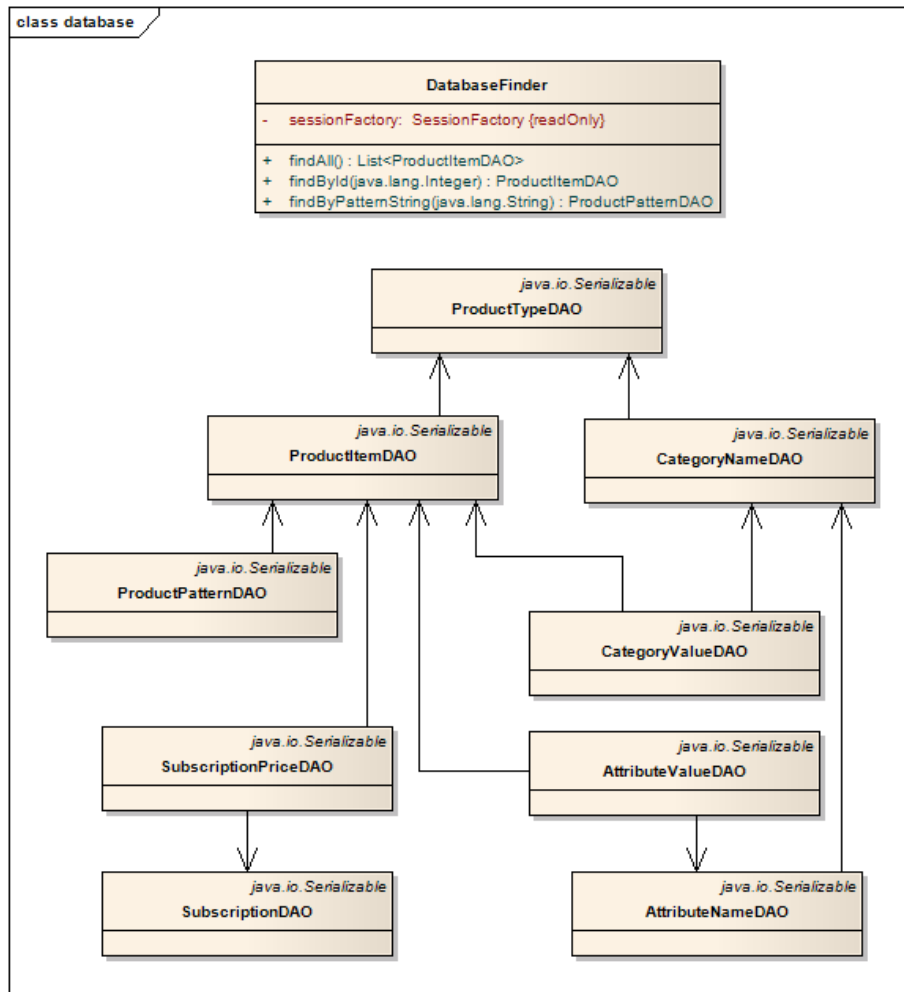 class database
DatabaseFinder
- sessionFactory: SessionFactory {readOnly}
+ findAll() : List<ProductItemDAO>
+ findById(java.lang.Integer) : ProductItemDAO
+ findByPatternString(java.lang.String) : ProductPatternDAO
java.io.Serializable
ProductTypeDAO
java.io.Serializable
ProductItemDAO
java.io.Serializable
CategoryNameDAO
java.io.Serializable
ProductPatternDAO
java.io.Serializable
CategoryValueDAO
java.io.Serializable
SubscriptionPriceDAO
java.io.Serializable
AttributeValueDAO
java.io.Serializable
SubscriptionDAO
java.io.Serializable
AttributeNameDAO